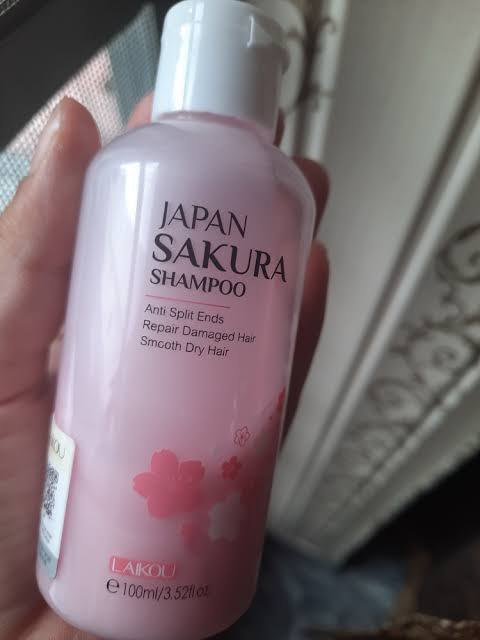 JAPAN
SAKURA
SHAMPOO
Anti Split Ends
Repair Damaged Hair
Smooth Dry Hair
LAIKOU
℮100ml/3.52fl.oz